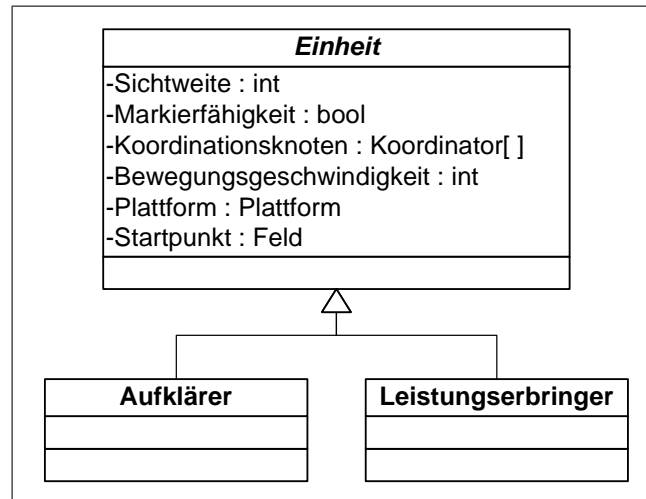 Einheit
-Sichtweite : int
-Markierfähigkeit : bool
-Koordinationsknoten : Koordinator[ ]
-Bewegungsgeschwindigkeit : int
-Plattform : Plattform
-Startpunkt : Feld
Aufklärer
Leistungserbringer